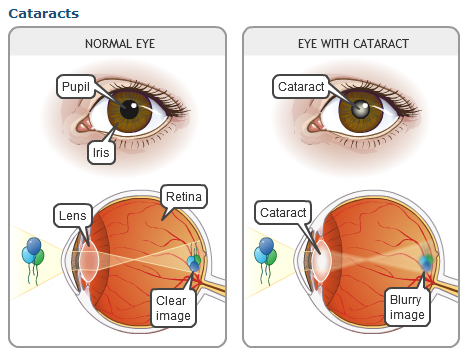 Cataracts
NORMAL EYE
Pupil
Iris
Lens
Retina
Clear
image
EYE WITH CATARACT
Cataract
Cataract
Blurry
image